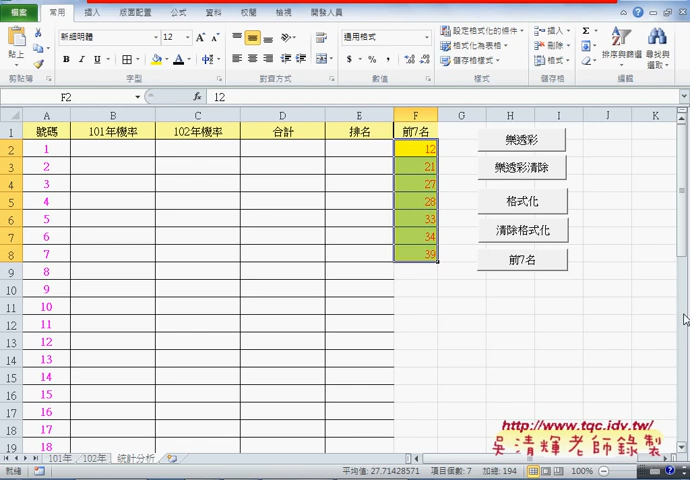 檔案 常用 插入 版面配置 公式 資料 校閱 檢視 開發人員
新細明體 12 通用格式 設定格式化的條件 插入 Σ
貼上 B I U 格式化為表格 刪除 排序與篩選 尋找與選取
$ % , 儲存格樣式 格式
剪貼簿 字型 對齊方式 數值 樣式 儲存格 編輯
F2 fx 12
A B C D E F G H I J K
1 號碼 101年機率 102年機率 合計 排名 前7名 樂透彩
2 1 12
3 2 21 樂透彩清除
4 3 27
5 4 28 格式化
6 5 33
7 6 34 清除格式化
8 7 39 前7名
9 8
10 9
11 10
12 11
13 12
14 13
15 14
16 15
17 16
18 17
19 18
http://www.tqc.idv.tw/
吳清輝老師錄製
101年 102年 統計分析
就緒 平均值: 27.71428571 項目個數: 7 加總: 194 100%